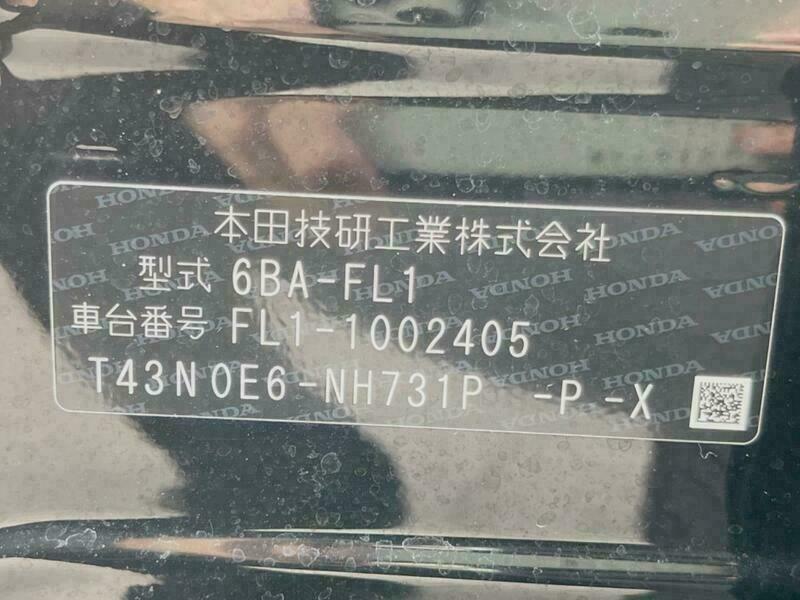 本田技研工業株式会社
型式 6BA-FL1
車台番号 FL1-1002405
T43N0E6-NH731P -P -X